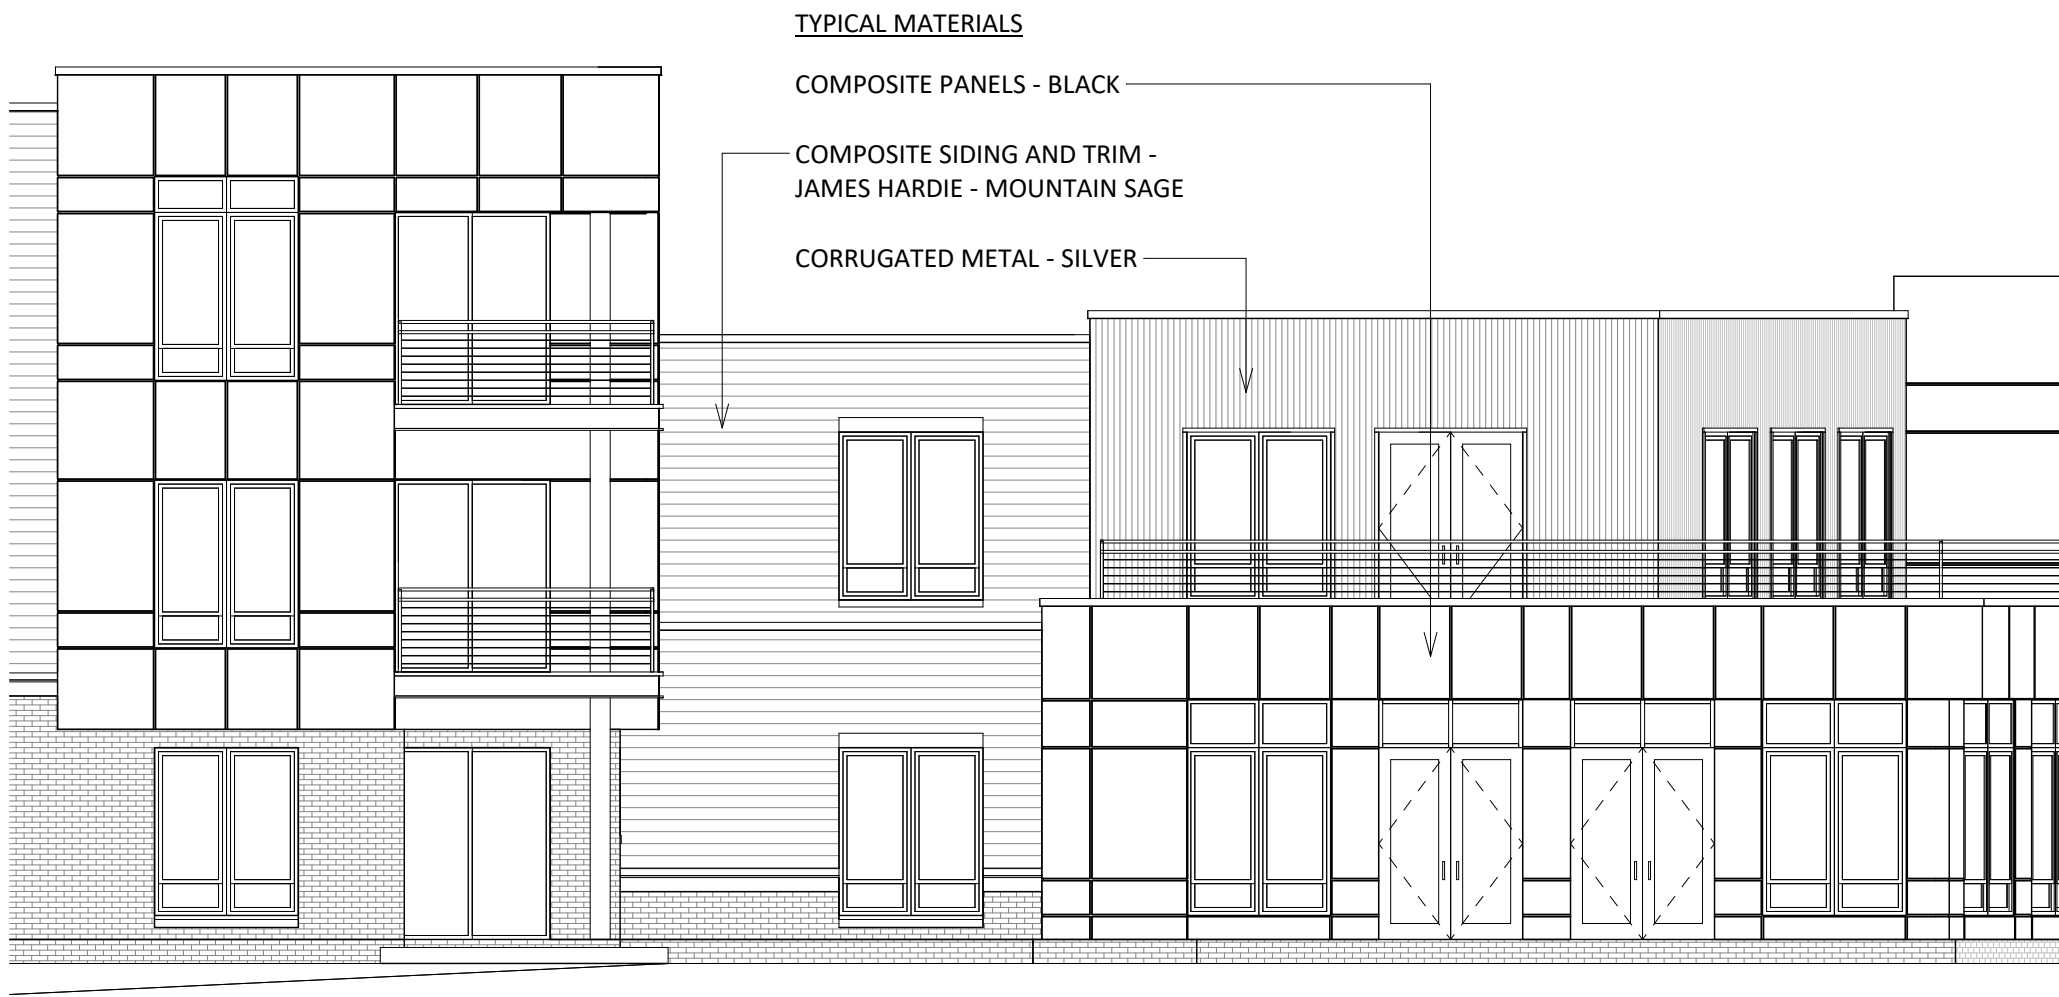 TYPICAL MATERIALS
COMPOSITE PANELS - BLACK
COMPOSITE SIDING AND TRIM -
JAMES HARDIE - MOUNTAIN SAGE
CORRUGATED METAL - SILVER